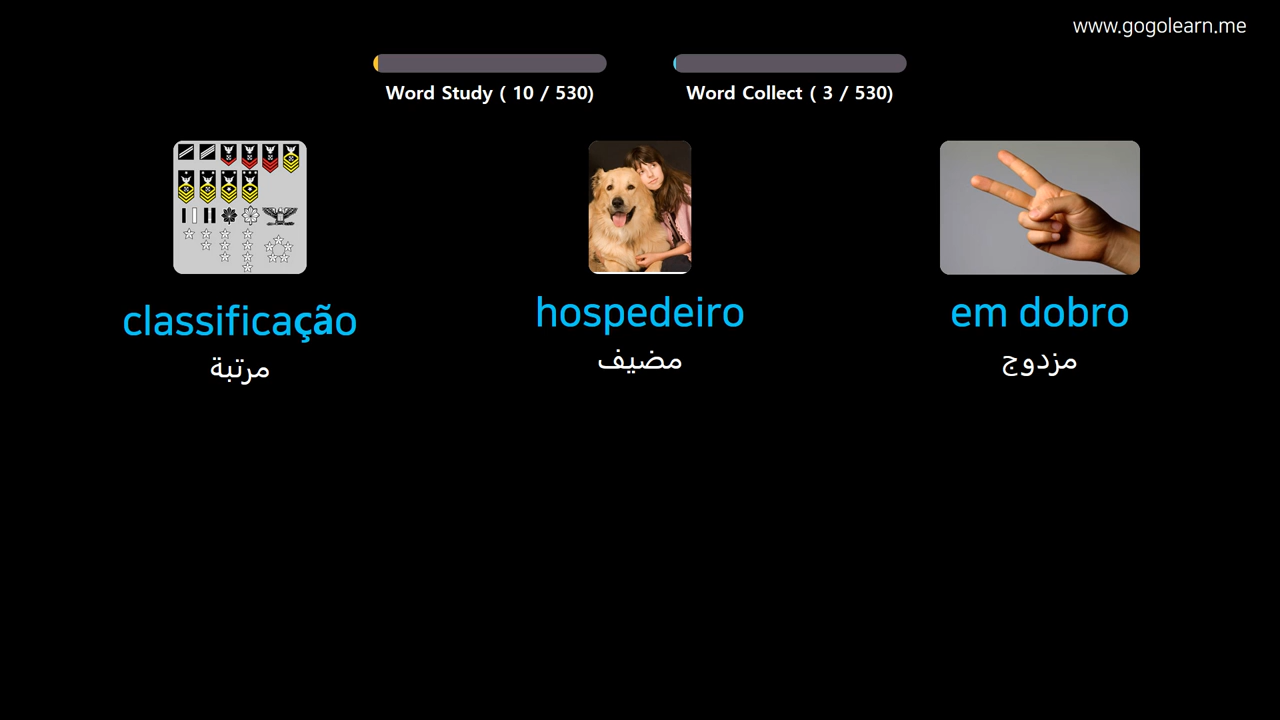 www.gogolearn.me
Word Study ( 10 / 530)
Word Collect ( 3 / 530)
classificação
مرتبة
hospedeiro
مضيف
em dobro
مزدوج